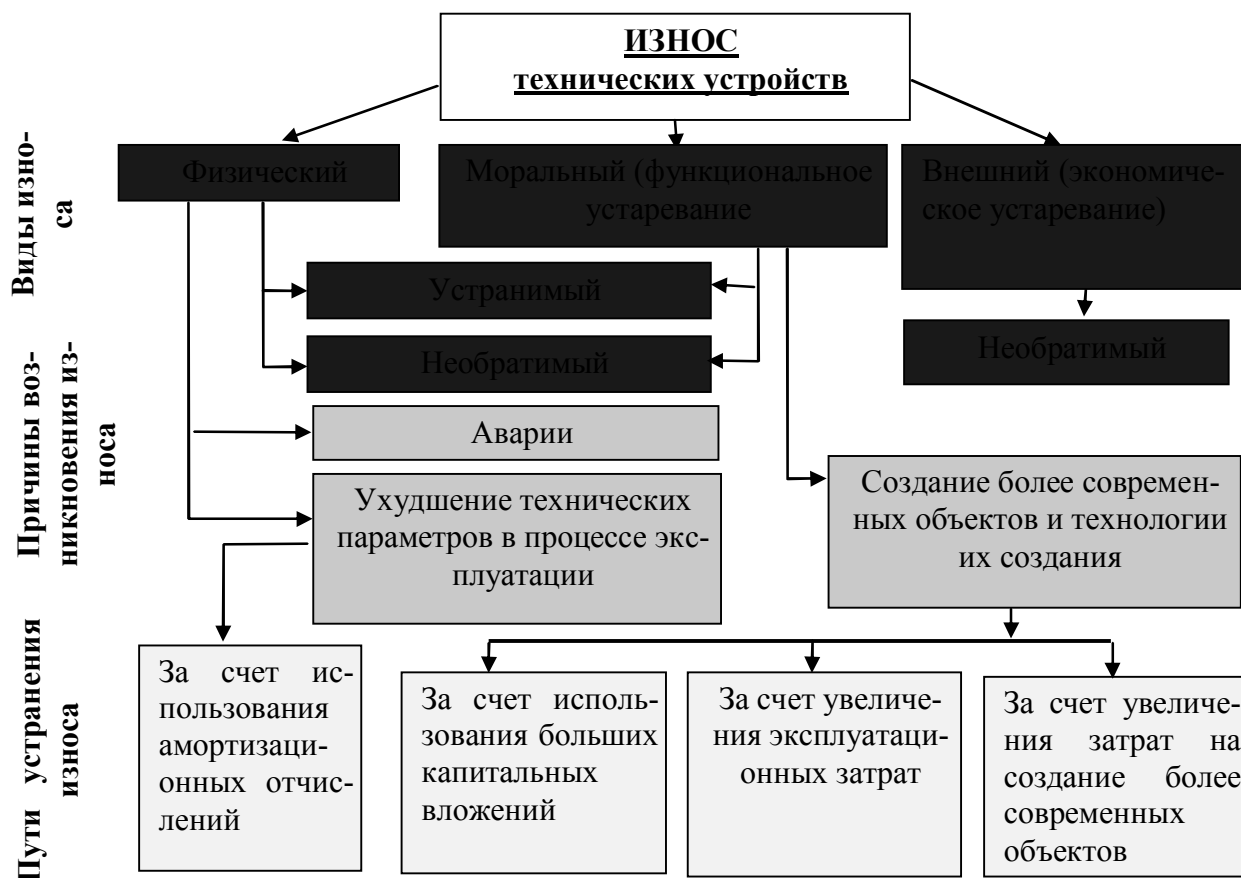 ИЗНОС
технических устройств
Виды изно-
са
Физический
Моральный (функциональное
устаревание
Внешний (экономиче-
ское устаревание)
Устранимый
Необратимый
Необратимый
Причины воз-
никновения из-
носа
Аварии
Ухудшение технических
параметров в процессе экс-
плуатации
Создание более современ-
ных объектов и технологии
их создания
Пути устранения
износа
За счет ис-
пользования
амортизаци-
онных отчис-
лений
За счет исполь-
зования больших
капитальных
вложений
За счет увеличе-
ния эксплуатаци-
онных затрат
За счет увеличе-
ния затрат на
создание более
современных
объектов